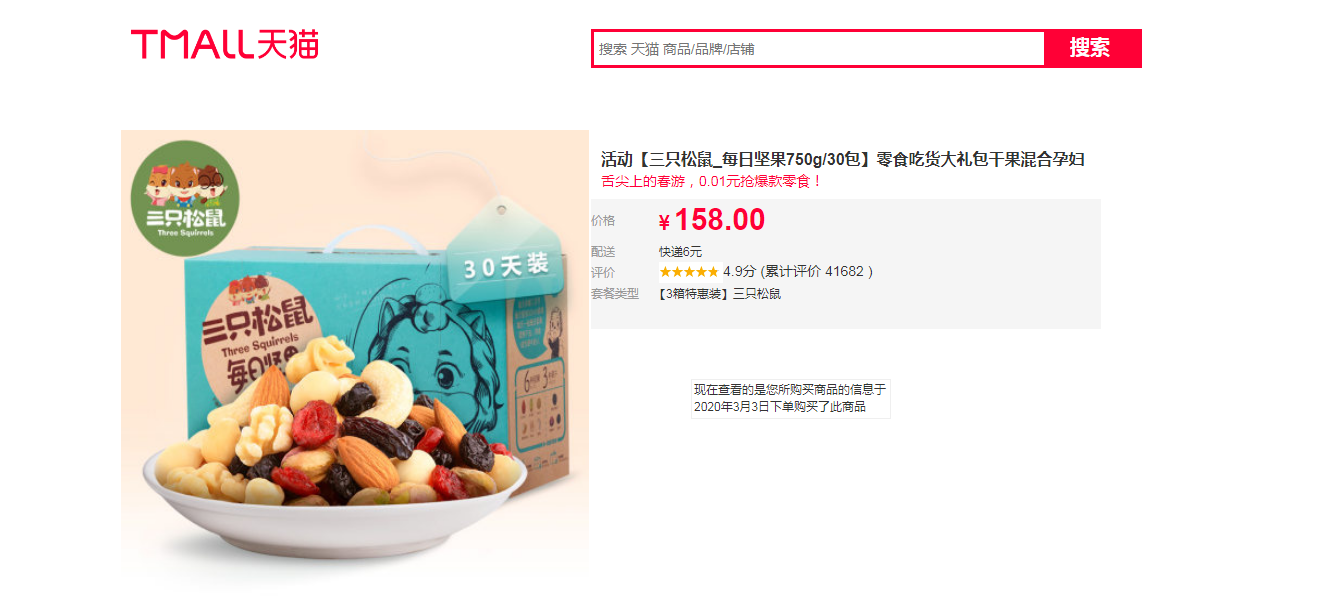 TMALL天猫
搜索 天猫 商品/品牌/店铺
搜索
三只松鼠
Three Squirrels
30天装
三只松鼠
Three Squirrels
每日坚果
活动【三只松鼠_每日坚果750g/30包】零食吃货大礼包干果混合孕妇
舌尖上的春游，0.01元抢爆款零食！
价格 ¥ 158.00
配送 快递6元
评价 ★★★★★ 4.9分 (累计评价 41682 )
套餐类型 【3箱特惠装】三只松鼠
现在查看的是您所购买商品的信息于
2020年3月3日下单购买了此商品